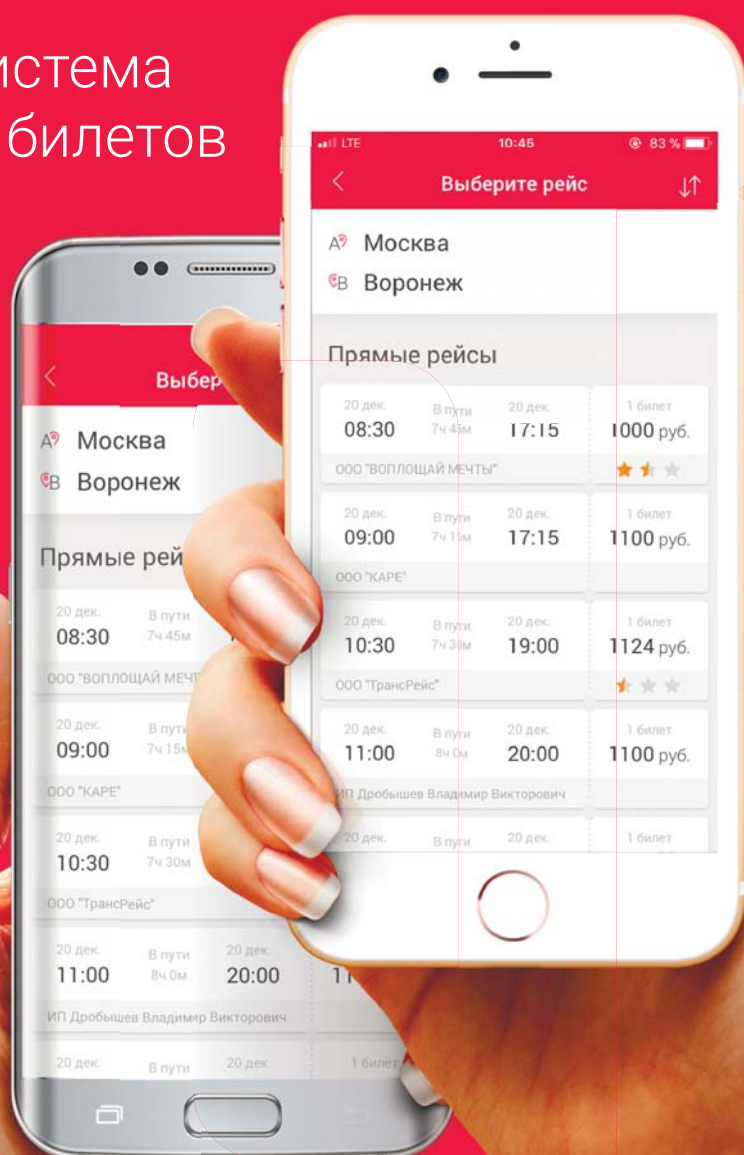 истема
билетов
LTE 10:45 83 %
Выберите рейс
A Москва
B Воронеж
Прямые рейсы
20 дек. В пути 20 дек. 1 билет
08:30 7ч 45м 17:15 1000 руб.
ООО "ВОПЛОЩАЙ МЕЧТЫ"
20 дек. В пути 20 дек. 1 билет
09:00 7ч 15м 17:15 1100 руб.
ООО "КАРЕ"
20 дек. В пути 20 дек. 1 билет
10:30 7ч 30м 19:00 1124 руб.
ООО "ТрансРейс"
20 дек. В пути 20 дек. 1 билет
11:00 8ч 0м 20:00 1100 руб.
ИП Дробышев Владимир Викторович
20 дек. В пути 20 дек. 1 билет
Выбер
A Москва
B Воронеж
Прямые рей
20 дек. В пути
08:30 7ч 45м
ООО "ВОПЛОЩАЙ МЕЧТ
20 дек. В пути
09:00 7ч 15м
ООО "КАРЕ"
20 дек. В пути
10:30 7ч 30м
ООО "ТрансРейс"
20 дек. В пути 20 дек.
11:00 8ч 0м 20:00 11
ИП Дробышев Владимир Викторович
20 дек. В пути 20 дек. 1 билет